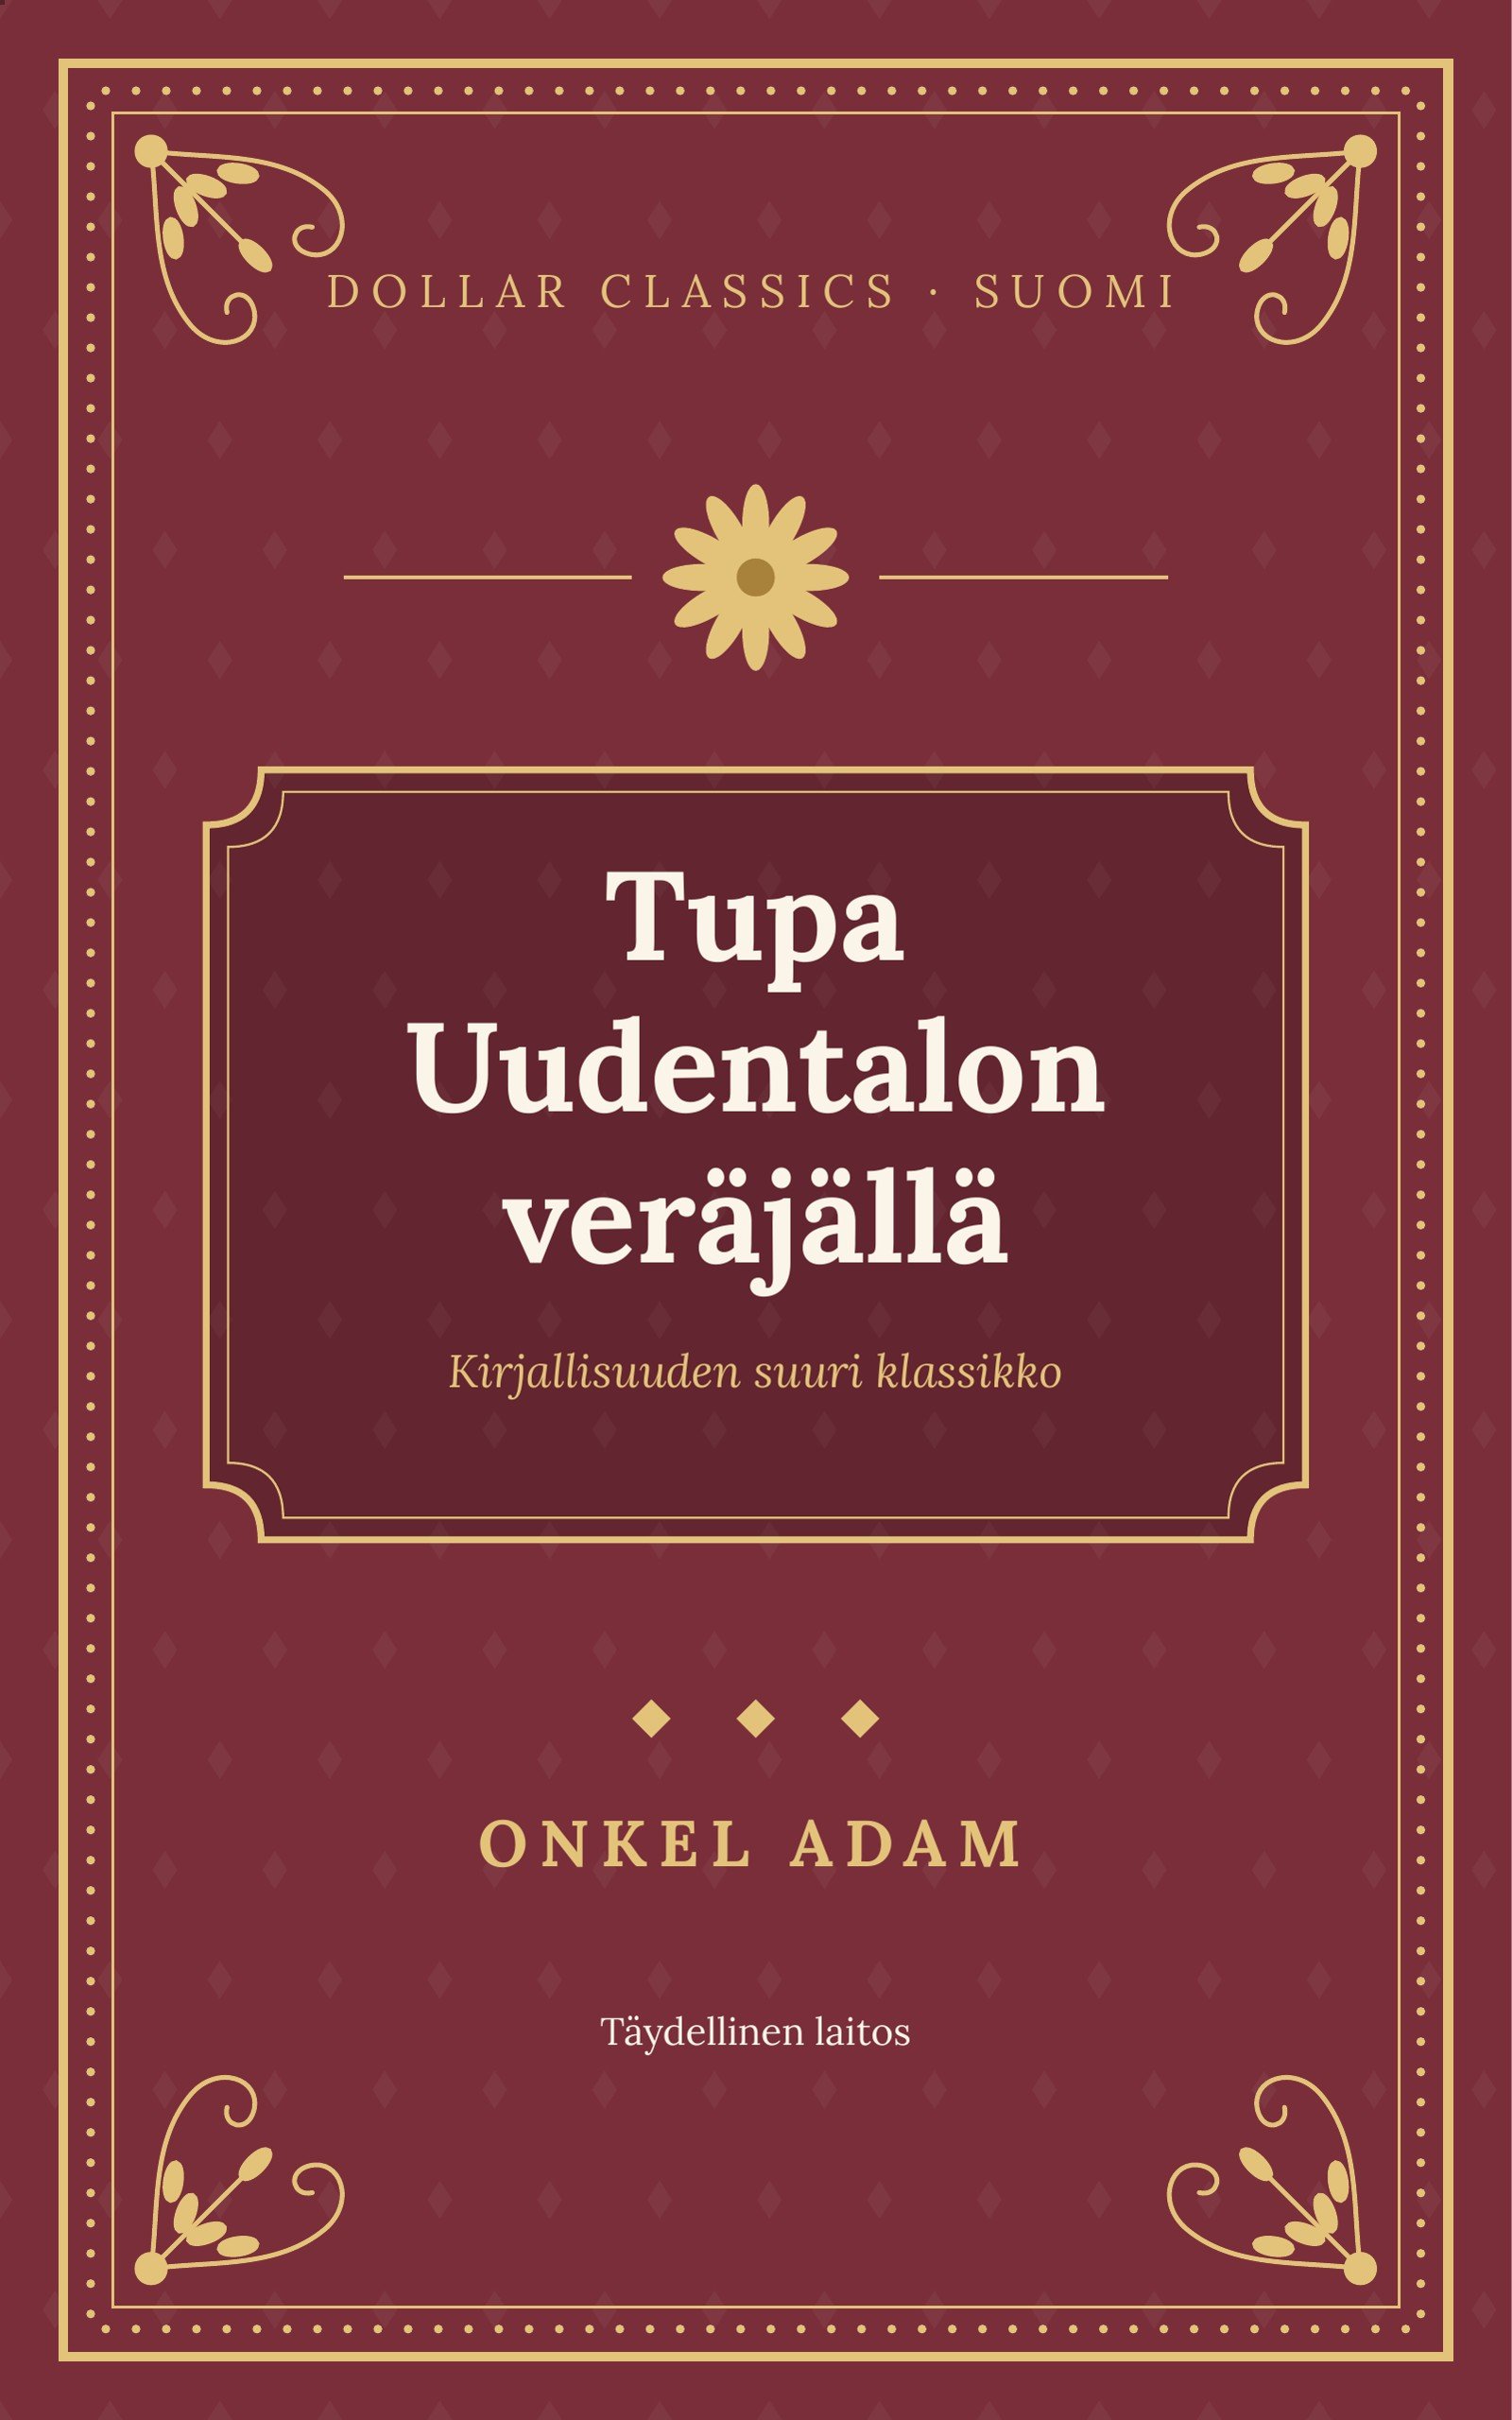 DOLLAR CLASSICS · SUOMI
Tupa
Uudentalon
veräjällä
Kirjallisuuden suuri klassikko
ONKEL ADAM
Täydellinen laitos